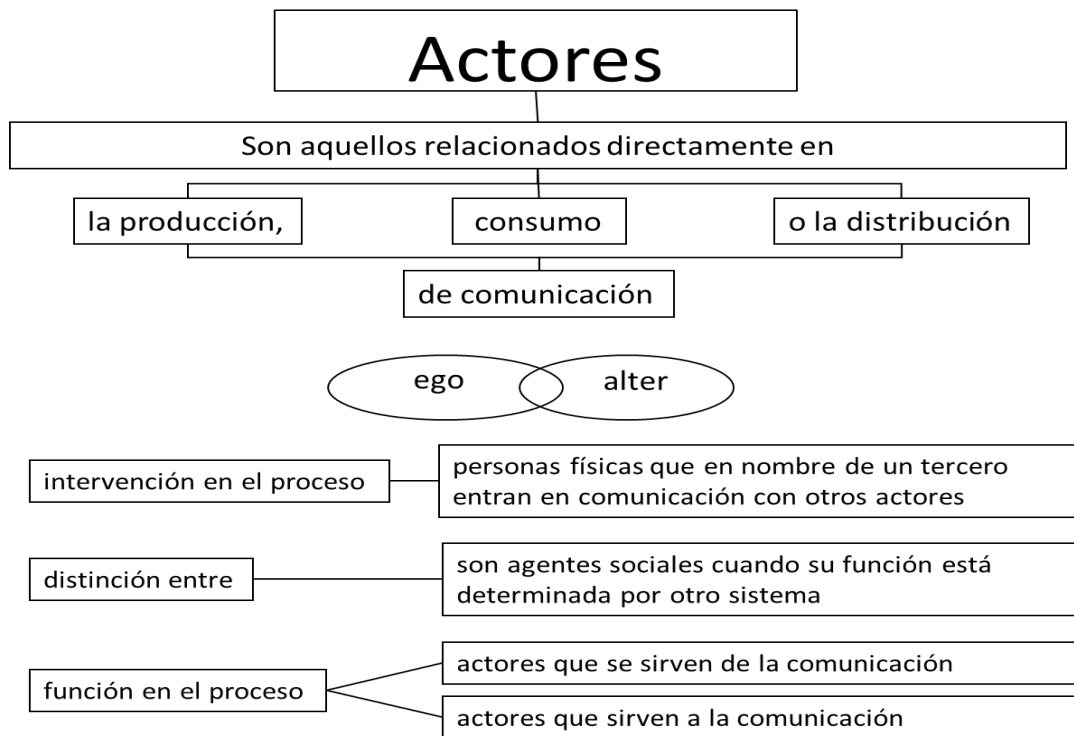 Actores
Son aquellos relacionados directamente en
la producción,
consumo
o la distribución
de comunicación
ego
alter
intervención en el proceso
personas físicas que en nombre de un tercero
entran en comunicación con otros actores
distinción entre
son agentes sociales cuando su función está
determinada por otro sistema
función en el proceso
actores que se sirven de la comunicación
actores que sirven a la comunicación